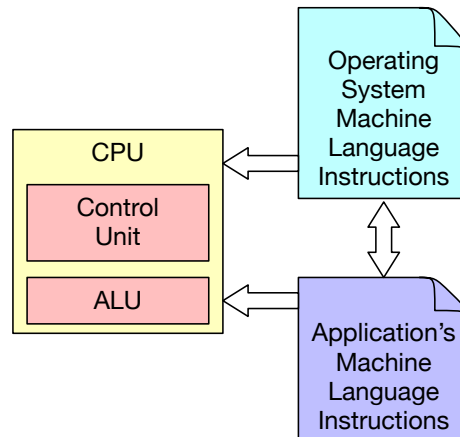 CPU
Control
Unit
ALU
Operating
System
Machine
Language
Instructions
Application's
Machine
Language
Instructions